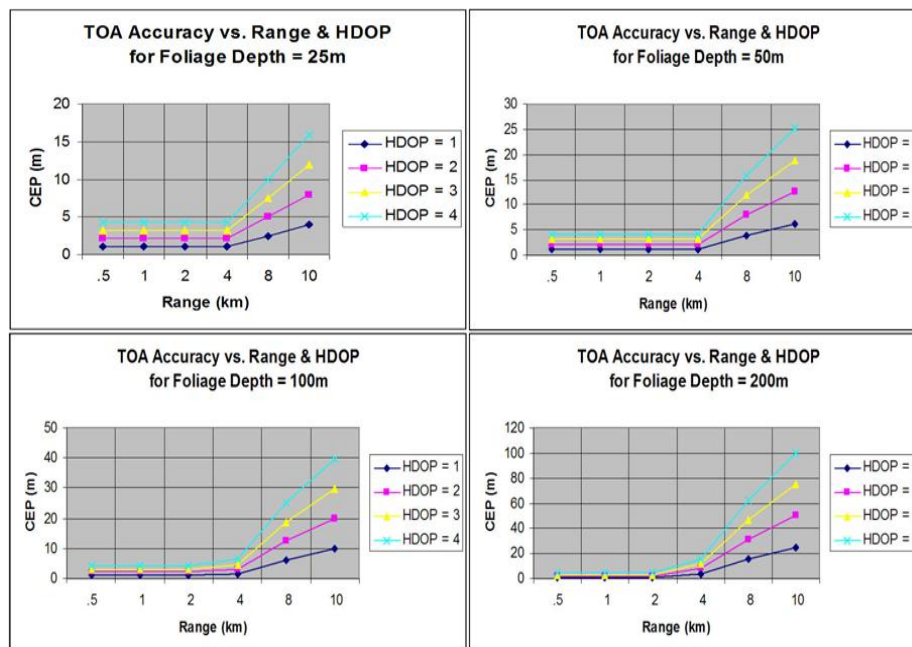 TOA Accuracy vs. Range & HDOP
for Foliage Depth = 25m
20
15
10
5
0
CEP (m)
.5 1 2 4 8 10
Range (km)
HDOP = 1
HDOP = 2
HDOP = 3
HDOP = 4
TOA Accuracy vs. Range & HDOP
for Foliage Depth = 50m
30
25
20
15
10
5
0
CEP (m)
.5 1 2 4 8 10
Range (km)
HDOP =
HDOP =
HDOP =
HDOP =
TOA Accuracy vs. Range & HDOP
for Foliage Depth = 100m
50
40
30
20
10
0
CEP (m)
.5 1 2 4 8 10
Range (km)
HDOP = 1
HDOP = 2
HDOP = 3
HDOP = 4
TOA Accuracy vs. Range & HDOP
for Foliage Depth = 200m
120
100
80
60
40
20
0
CEP (m)
.5 1 2 4 8 10
Range (km)
HDOP =
HDOP =
HDOP =
HDOP =